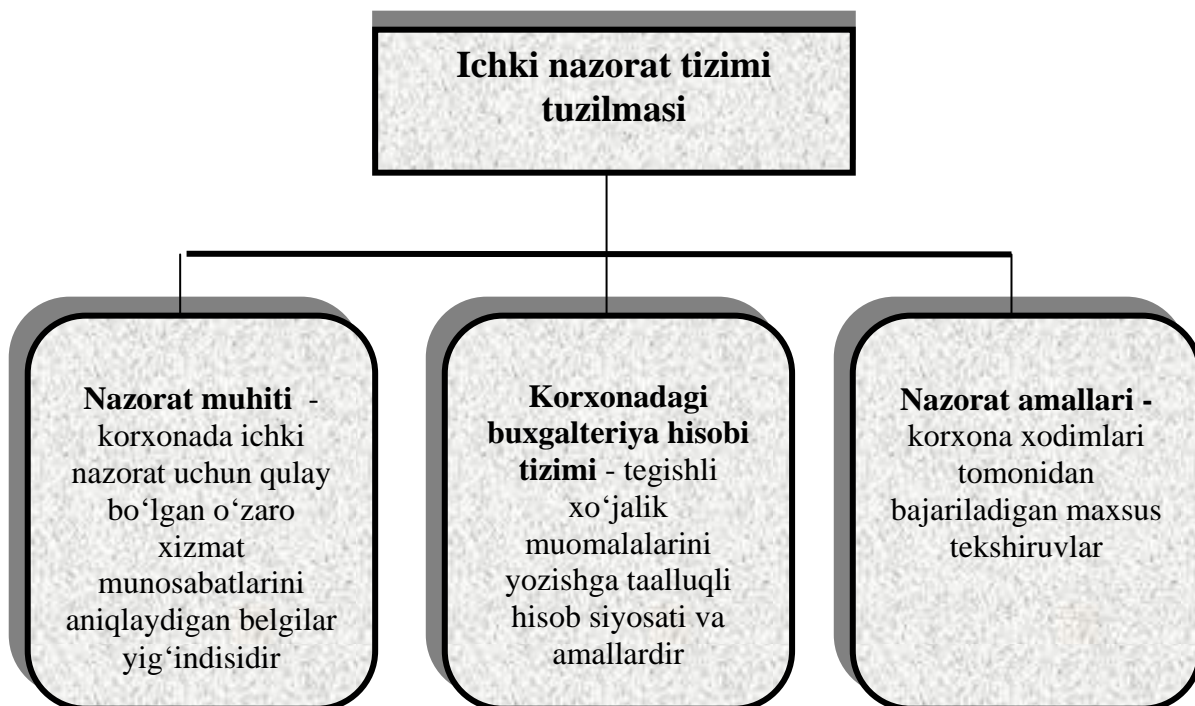 Ichki nazorat tizimi
tuzilmasi
Nazorat muhiti -
korxonada ichki
nazorat uchun qulay
bo‘lgan o‘zaro
xizmat
munosabatlarini
aniqlaydigan belgilar
yig‘indisidir
Korxonadagi
buxgalteriya hisobi
tizimi - tegishli
xo‘jalik
muomalalarini
yozishga taalluqli
hisob siyosati va
amallardir
Nazorat amallari -
korxona xodimlari
tomonidan
bajariladigan maxsus
tekshiruvlar